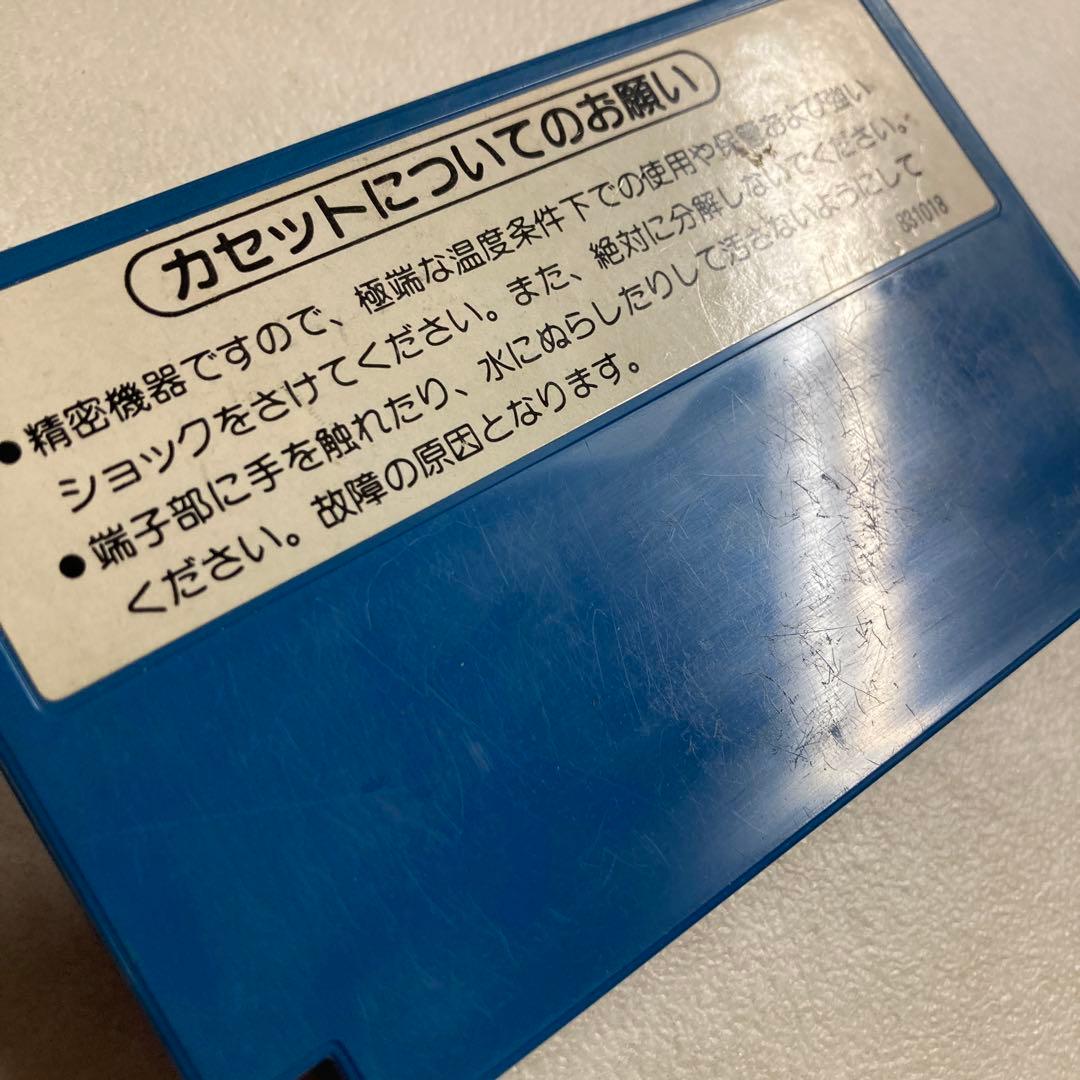 カセットについてのお願い
●精密機器ですので、極端な温度条件下での使用や保管および強い
ショックをさけてください。また、絶対に分解しないでください。
●端子部に手を触れたり、水にぬらしたりして汚さないようにして
ください。故障の原因となります。
831018